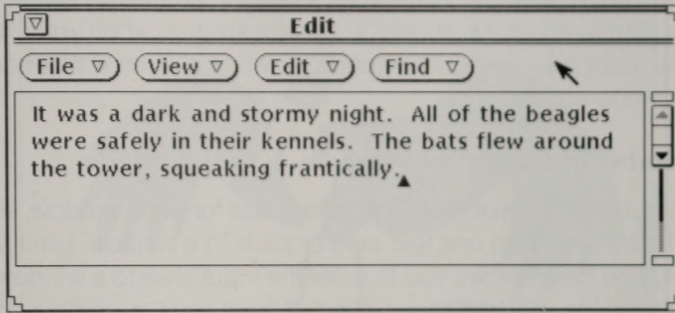 Edit
File View Edit Find
It was a dark and stormy night. All of the beagles
were safely in their kennels. The bats flew around
the tower, squeaking frantically.